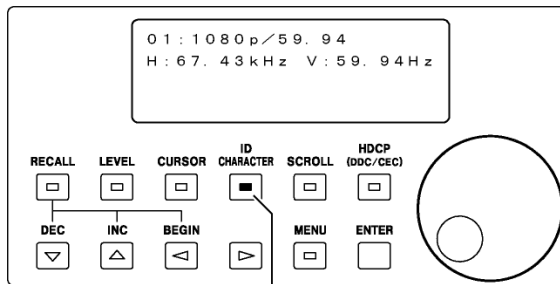 01:1080p/59. 94
H:67. 43kHz V:59. 94Hz
RECALL LEVEL CURSOR ID CHARACTER SCROLL HDCP (DDC/CEC)
DEC INC BEGIN MENU ENTER